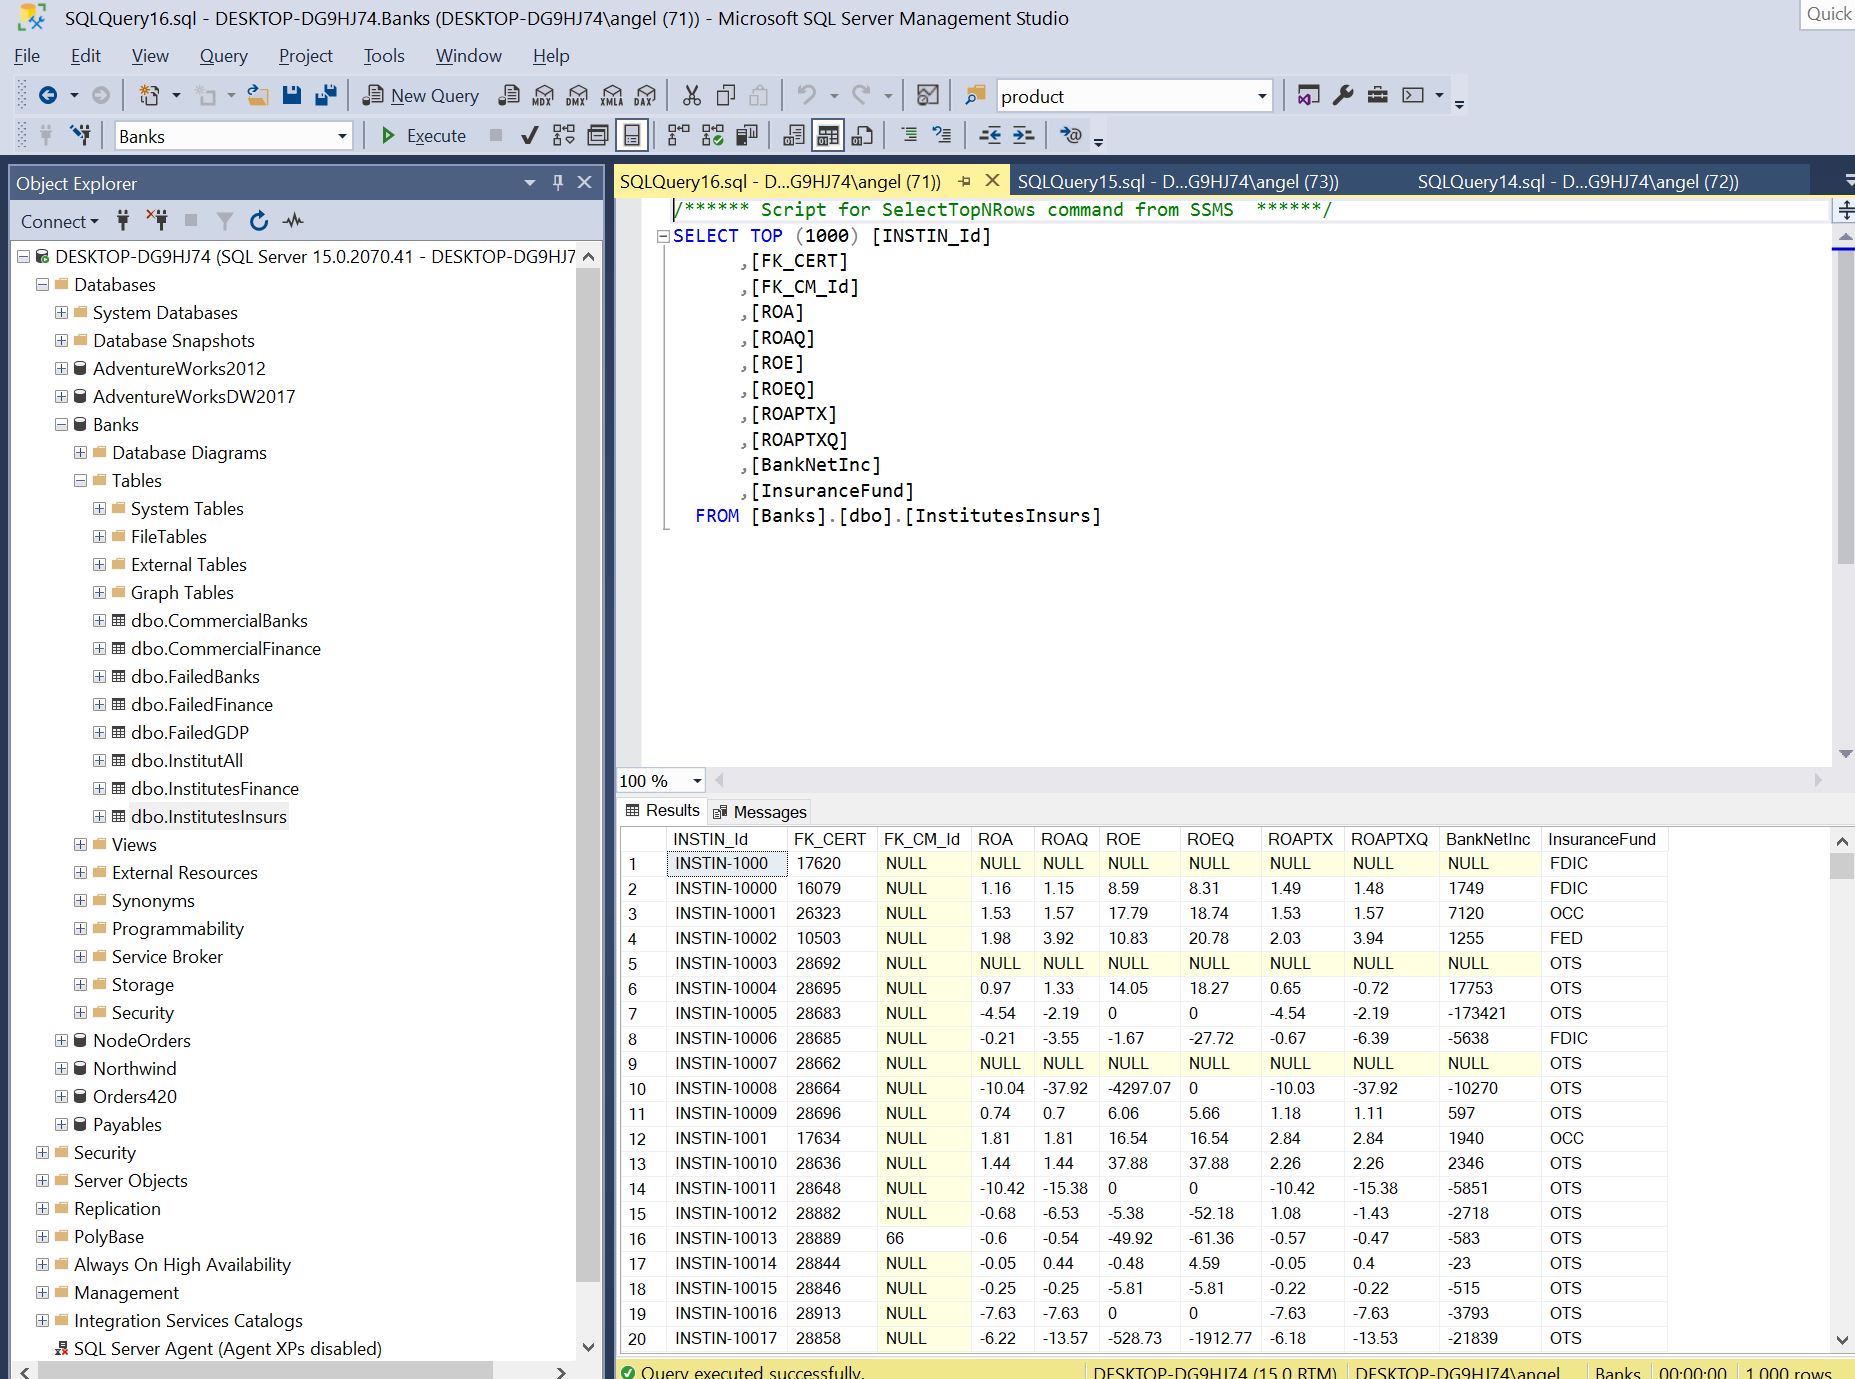 SQLQuery16.sql - DESKTOP-DG9HJ74.Banks (DESKTOP-DG9HJ74\angel (71)) - Microsoft SQL Server Management Studio
Quick
File Edit View Query Project Tools Window Help
New Query MDX DMX XMLA DAX product
Banks Execute
Object Explorer
Connect
DESKTOP-DG9HJ74 (SQL Server 15.0.2070.41 - DESKTOP-DG9HJ7
Databases
System Databases
Database Snapshots
AdventureWorks2012
AdventureWorksDW2017
Banks
Database Diagrams
Tables
System Tables
FileTables
External Tables
Graph Tables
dbo.CommercialBanks
dbo.CommercialFinance
dbo.FailedBanks
dbo.FailedFinance
dbo.FailedGDP
dbo.InstitutAll
dbo.InstitutesFinance
dbo.InstitutesInsurs
Views
External Resources
Synonyms
Programmability
Service Broker
Storage
Security
NodeOrders
Northwind
Orders420
Payables
Security
Server Objects
Replication
PolyBase
Always On High Availability
Management
Integration Services Catalogs
SQL Server Agent (Agent XPs disabled)
SQLQuery16.sql - D...G9HJ74\angel (71)) SQLQuery15.sql - D...G9HJ74\angel (73)) SQLQuery14.sql - D...G9HJ74\angel (72))
/****** Script for SelectTopNRows command from SSMS ******/
SELECT TOP (1000) [INSTIN_Id]
,[FK_CERT]
,[FK_CM_Id]
,[ROA]
,[ROAQ]
,[ROE]
,[ROEQ]
,[ROAPTX]
,[ROAPTXQ]
,[BankNetInc]
,[InsuranceFund]
FROM [Banks].[dbo].[InstitutesInsurs]
100 %
Results Messages
INSTIN_Id FK_CERT FK_CM_Id ROA ROAQ ROE ROEQ ROAPTX ROAPTXQ BankNetInc InsuranceFund
1 INSTIN-1000 17620 NULL NULL NULL NULL NULL NULL NULL NULL FDIC
2 INSTIN-10000 16079 NULL 1.16 1.15 8.59 8.31 1.49 1.48 1749 FDIC
3 INSTIN-10001 26323 NULL 1.53 1.57 17.79 18.74 1.53 1.57 7120 OCC
4 INSTIN-10002 10503 NULL 1.98 3.92 10.83 20.78 2.03 3.94 1255 FED
5 INSTIN-10003 28692 NULL NULL NULL NULL NULL NULL NULL NULL OTS
6 INSTIN-10004 28695 NULL 0.97 1.33 14.05 18.27 0.65 -0.72 17753 OTS
7 INSTIN-10005 28683 NULL -4.54 -2.19 0 0 -4.54 -2.19 -173421 OTS
8 INSTIN-10006 28685 NULL -0.21 -3.55 -1.67 -27.72 -0.67 -6.39 -5638 FDIC
9 INSTIN-10007 28662 NULL NULL NULL NULL NULL NULL NULL NULL OTS
10 INSTIN-10008 28664 NULL -10.04 -37.92 -4297.07 0 -10.03 -37.92 -10270 OTS
11 INSTIN-10009 28696 NULL 0.74 0.7 6.06 5.66 1.18 1.11 597 OTS
12 INSTIN-1001 17634 NULL 1.81 1.81 16.54 16.54 2.84 2.84 1940 OCC
13 INSTIN-10010 28636 NULL 1.44 1.44 37.88 37.88 2.26 2.26 2346 OTS
14 INSTIN-10011 28648 NULL -10.42 -15.38 0 0 -10.42 -15.38 -5851 OTS
15 INSTIN-10012 28882 NULL -0.68 -6.53 -5.38 -52.18 1.08 -1.43 -2718 OTS
16 INSTIN-10013 28889 66 -0.6 -0.54 -49.92 -61.36 -0.57 -0.47 -583 OTS
17 INSTIN-10014 28844 NULL -0.05 0.44 -0.48 4.59 -0.05 0.4 -23 OTS
18 INSTIN-10015 28846 NULL -0.25 -0.25 -5.81 -5.81 -0.22 -0.22 -515 OTS
19 INSTIN-10016 28913 NULL -7.63 -7.63 0 0 -7.63 -7.63 -3793 OTS
20 INSTIN-10017 28858 NULL -6.22 -13.57 -528.73 -1912.77 -6.18 -13.53 -21839 OTS
Query executed successfully. DESKTOP-DG9HJ74 (15.0 RTM) DESKTOP-DG9HJ74\angel Banks 00:00:00 1,000 rows